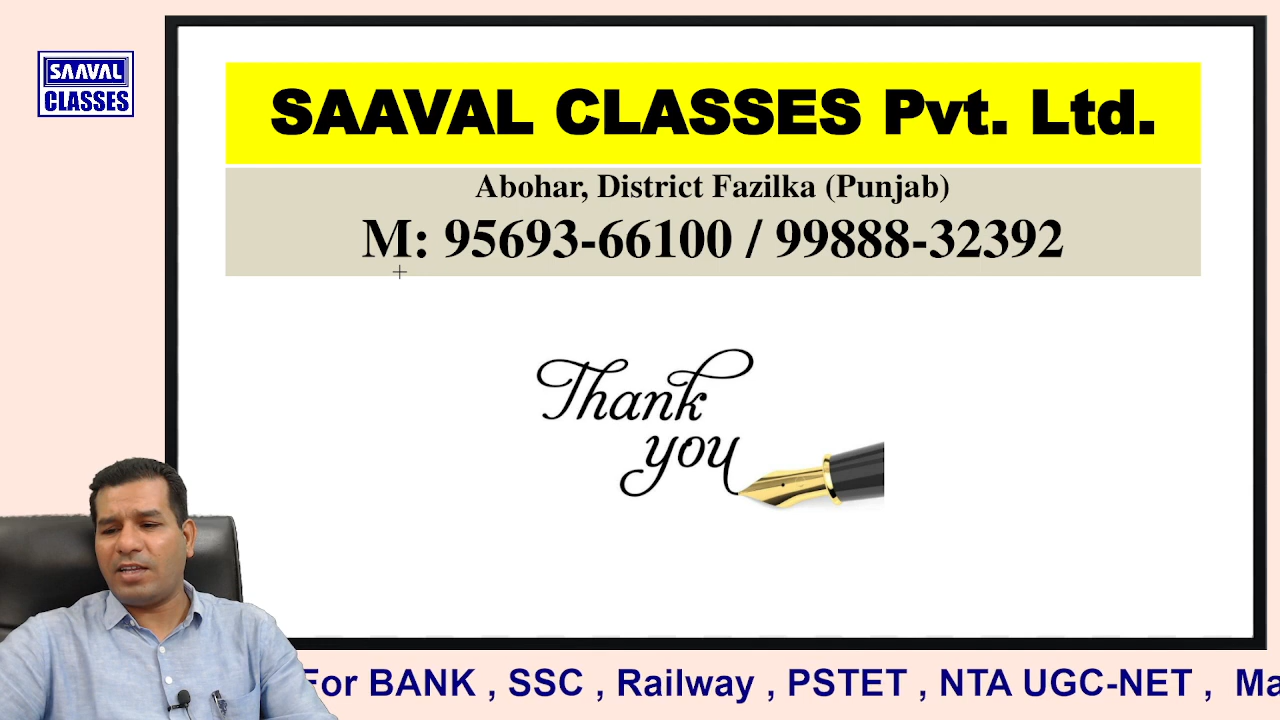 SAAVAL
CLASSES
SAAVAL CLASSES Pvt. Ltd.
Abohar, District Fazilka (Punjab)
M: 95693-66100 / 99888-32392
Thank
you
For BANK , SSC , Railway , PSTET , NTA UGC-NET ,